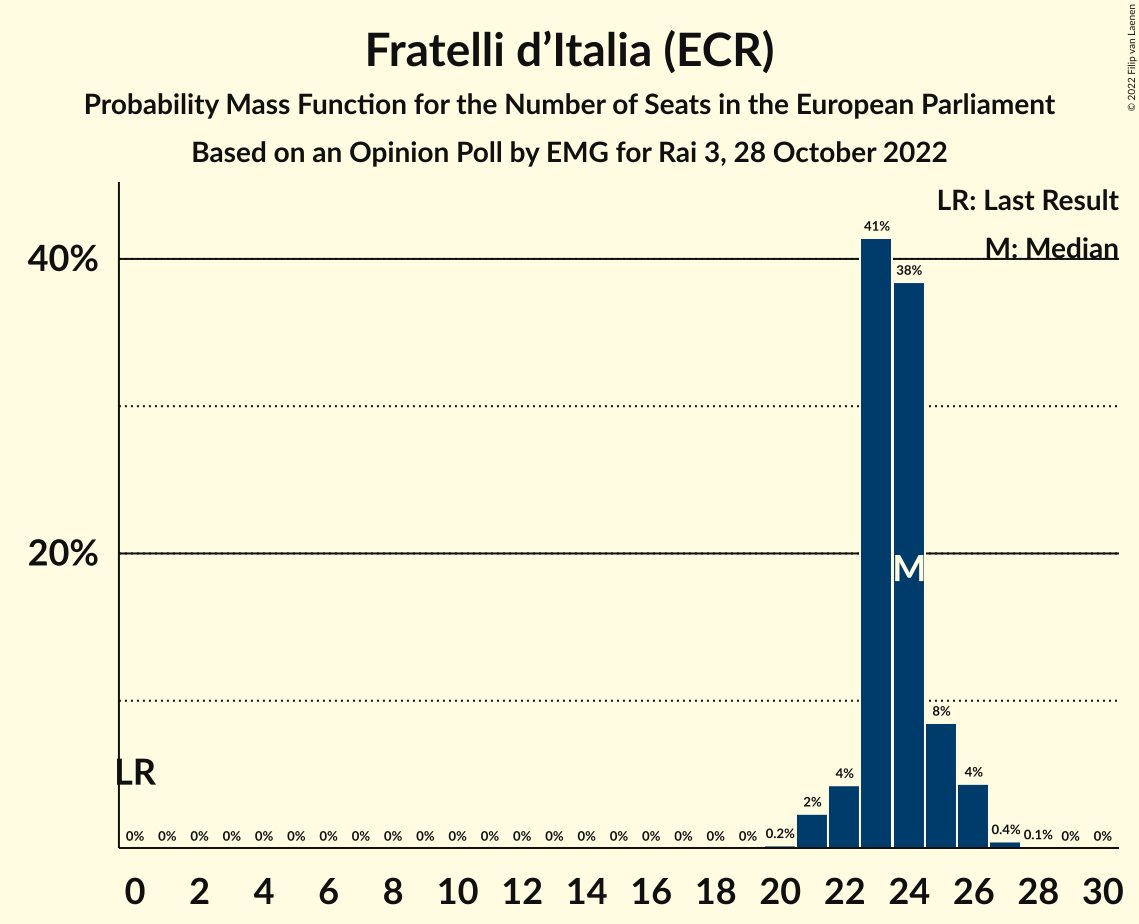 Fratelli d’Italia (ECR)
Probability Mass Function for the Number of Seats in the European Parliament
Based on an Opinion Poll by EMG for Rai 3, 28 October 2022
© 2022 Filip van Laenen
LR: Last Result
M: Median
41%
40%
38%
20%
M
8%
LR
4%
4%
2%
0% 0% 0% 0% 0% 0% 0% 0% 0% 0% 0% 0% 0% 0% 0% 0% 0% 0% 0% 0% 0.2% 0.4% 0.1% 0% 0%
0 2 4 6 8 10 12 14 16 18 20 22 24 26 28 30